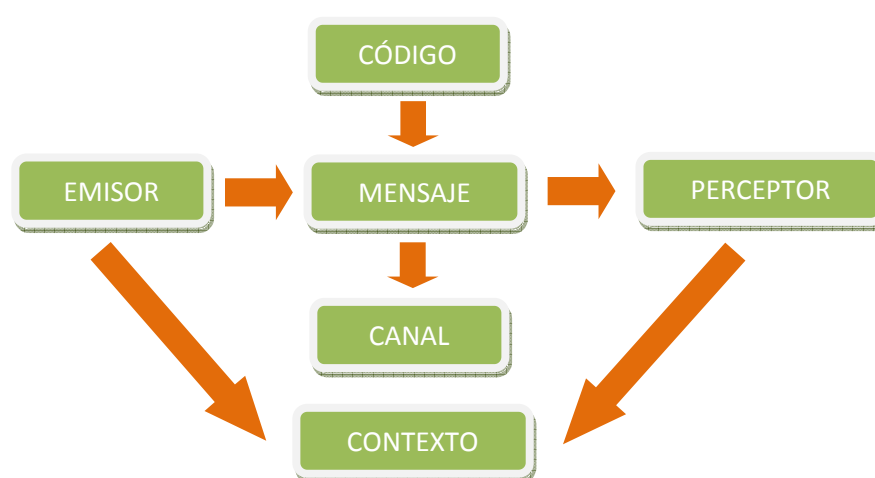 CÓDIGO
EMISOR
MENSAJE
PERCEPTOR
CANAL
CONTEXTO